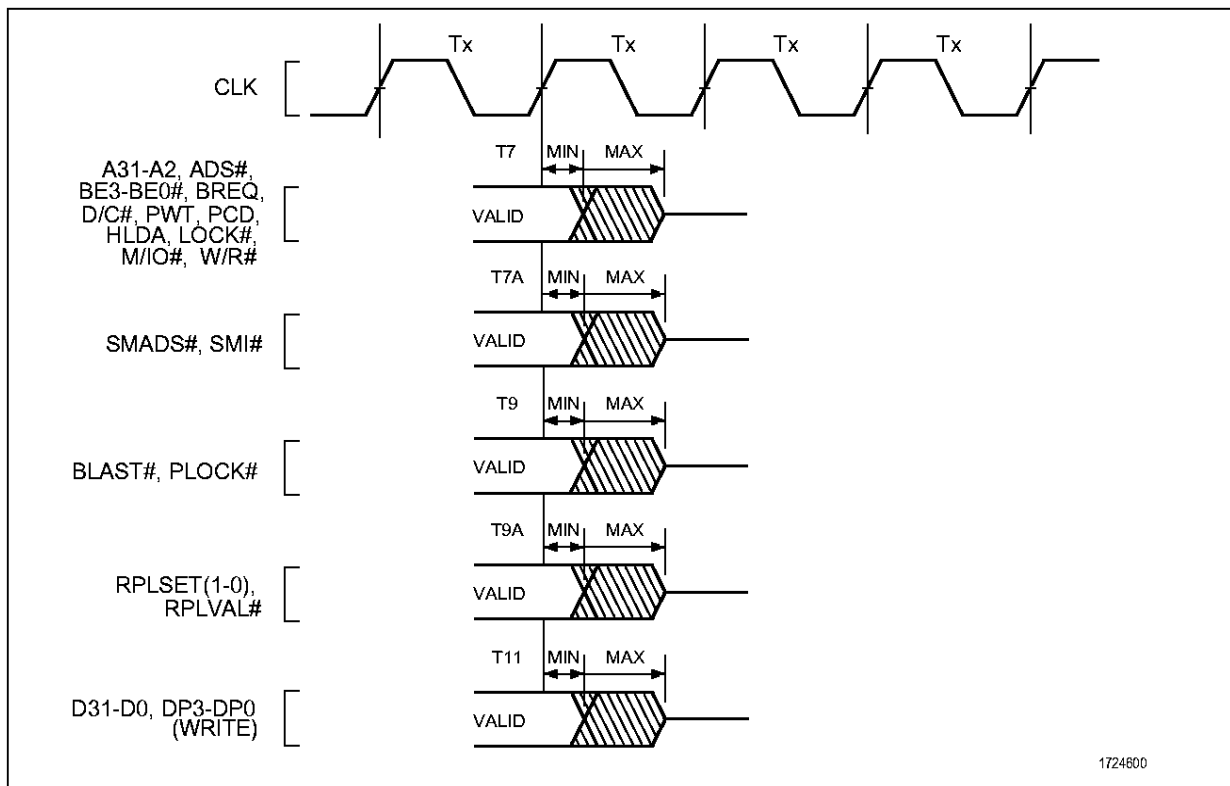 Tx Tx Tx Tx
CLK
T7 MIN MAX
A31-A2, ADS#,
BE3-BE0#, BREQ,
D/C#, PWT, PCD,
HLDA, LOCK#,
M/IO#, W/R#
VALID
T7A MIN MAX
SMADS#, SMI#
VALID
T9 MIN MAX
BLAST#, PLOCK#
VALID
T9A MIN MAX
RPLSET(1-0),
RPLVAL#
VALID
T11 MIN MAX
D31-D0, DP3-DP0
(WRITE)
VALID
1724600